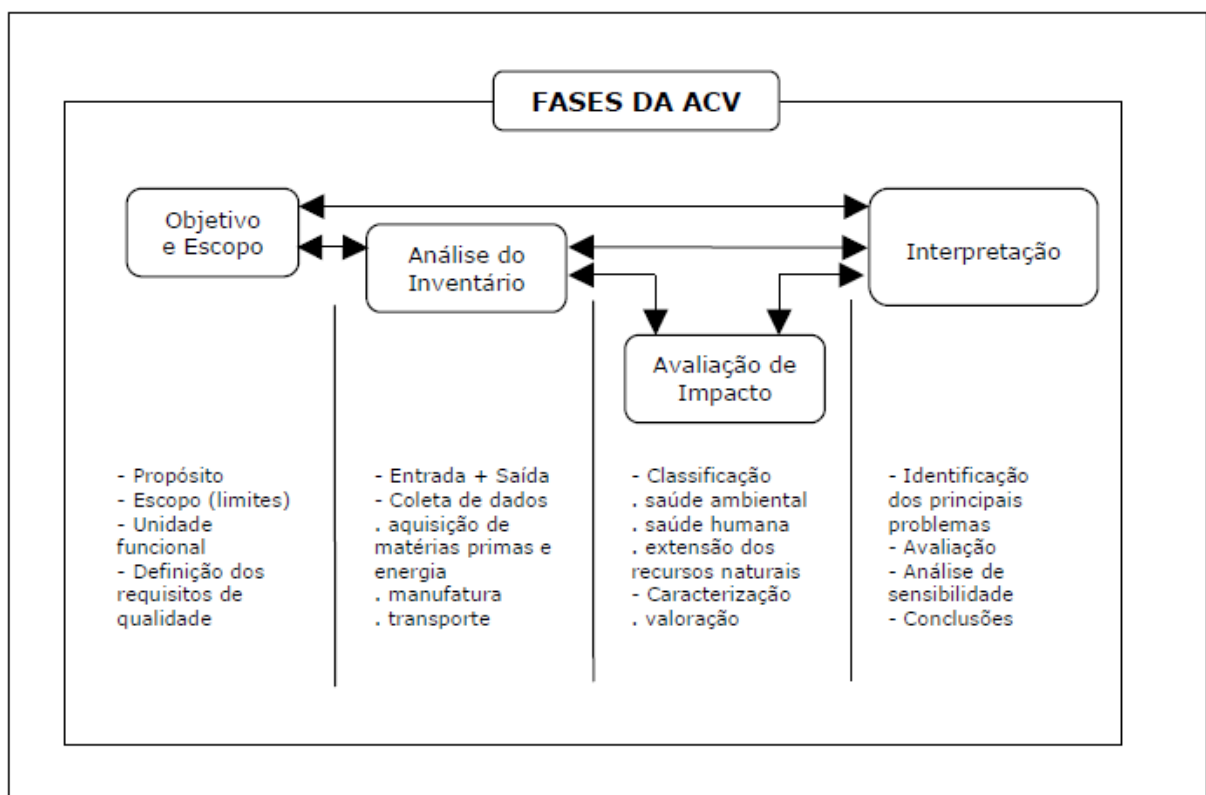 FASES DA ACV
Objetivo
e Escopo
Análise do
Inventário
Avaliação de
Impacto
Interpretação
- Propósito
- Escopo (limites)
- Unidade
funcional
- Definição dos
requisitos de
qualidade
- Entrada + Saída
- Coleta de dados
. aquisição de
matérias primas e
energia
. manufatura
. transporte
- Classificação
. saúde ambiental
. saúde humana
. extensão dos
recursos naturais
- Caracterização
. valoração
- Identificação
dos principais
problemas
- Avaliação
- Análise de
sensibilidade
- Conclusões